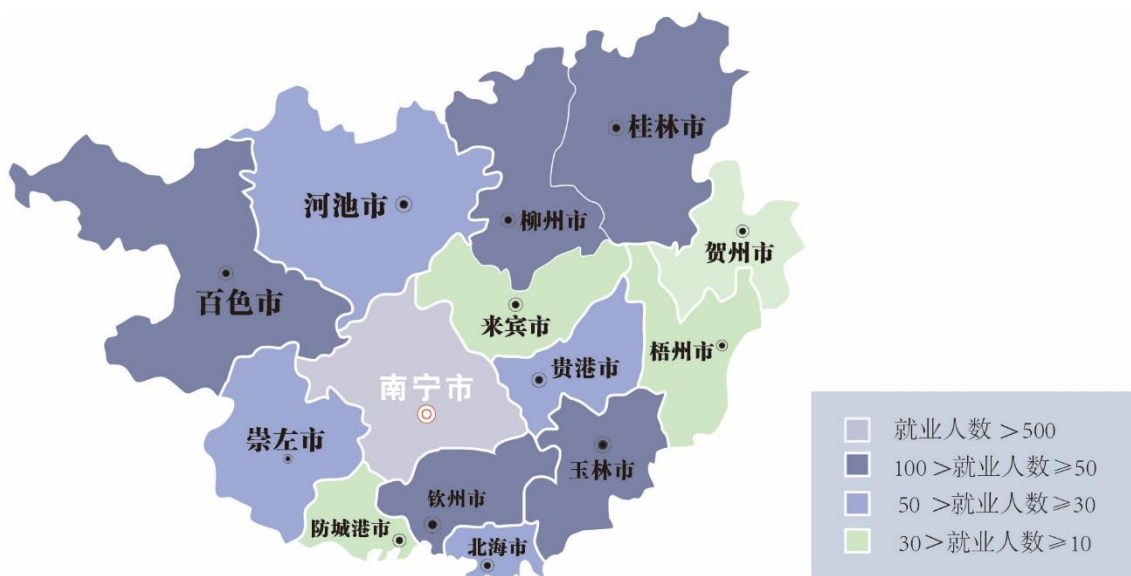 桂林市
河池市
柳州市
贺州市
百色市
来宾市
梧州市
贵港市
南宁市
崇左市
玉林市
钦州市
防城港市
北海市
就业人数 >500
100 >就业人数≥50
50 >就业人数≥30
30>就业人数≥10